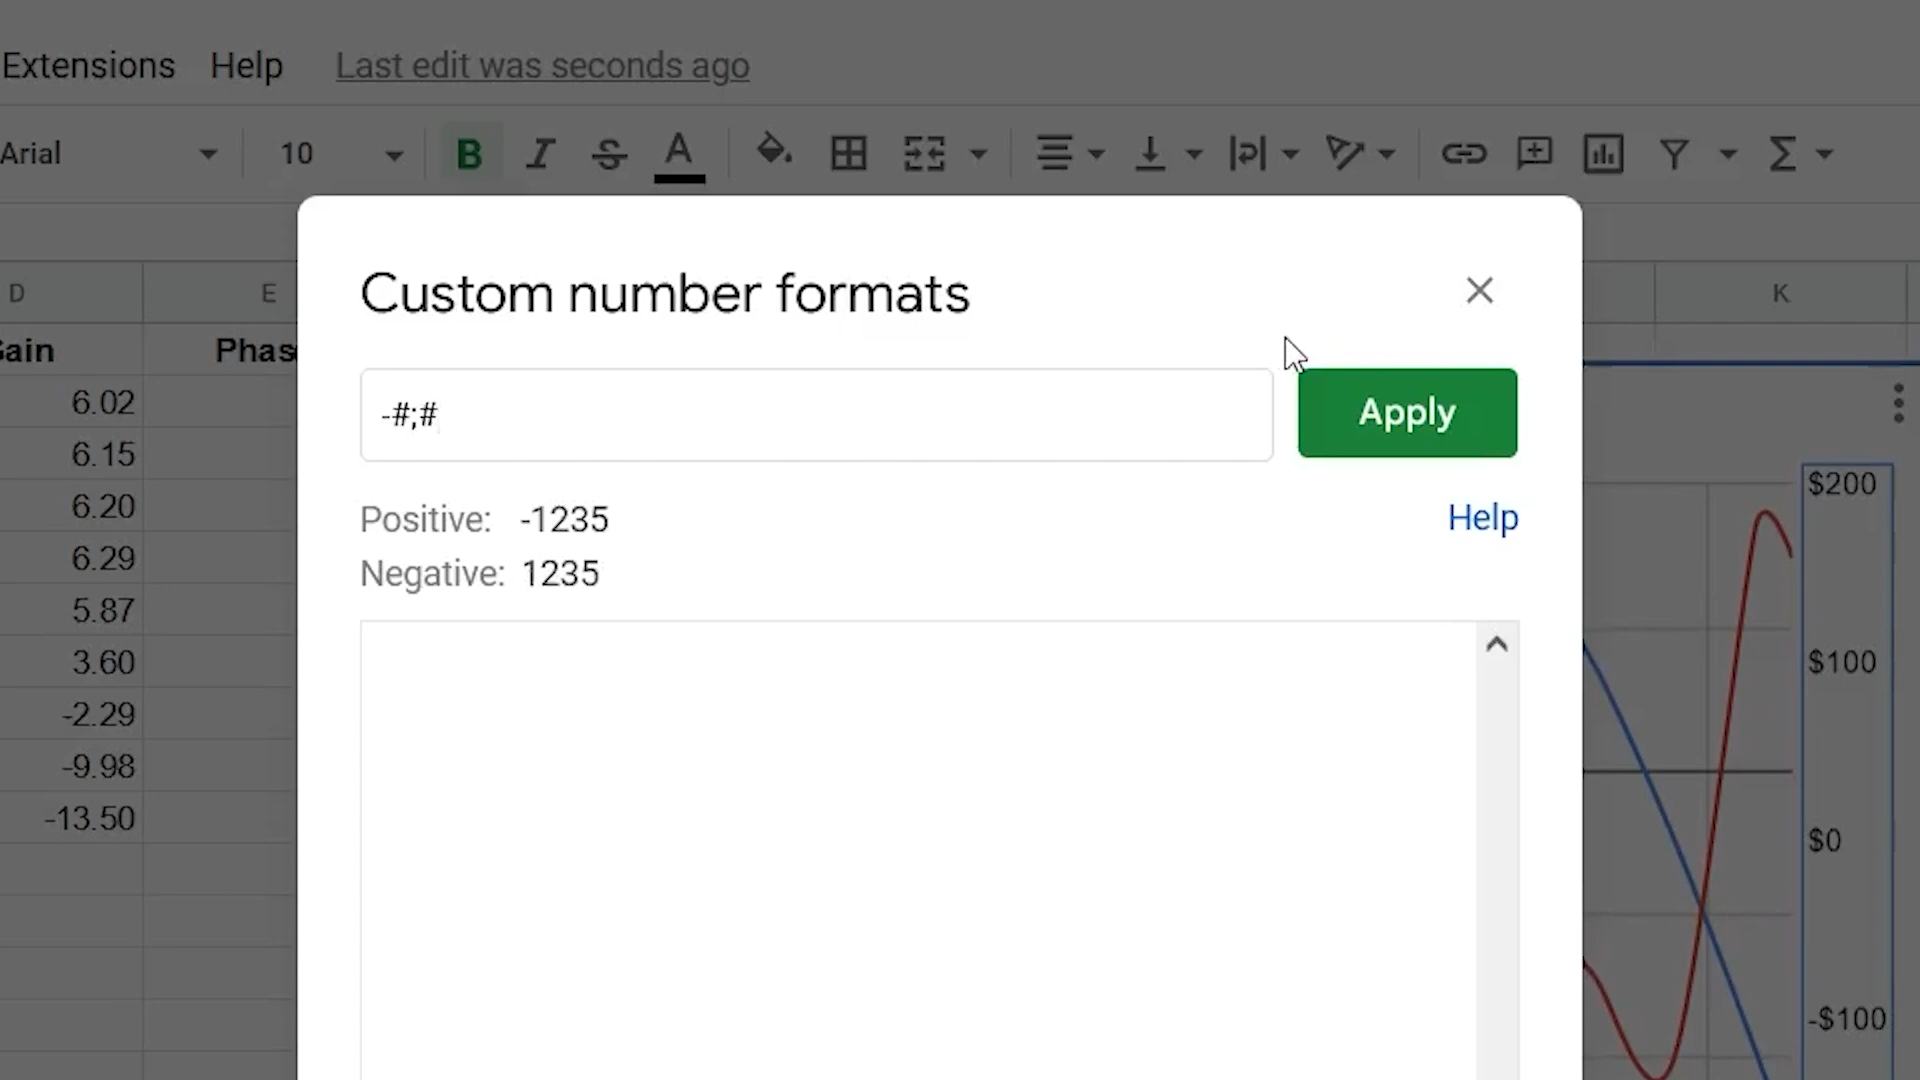 Extensions Help Last edit was seconds ago
Arial 10 B I S A
D E K
Gain Phase
Custom number formats
-#;#
Apply
Positive: -1235
Help
Negative: 1235
6.02
6.15
6.20
6.29
5.87
3.60
-2.29
-9.98
-13.50
$200
$100
$0
-$100